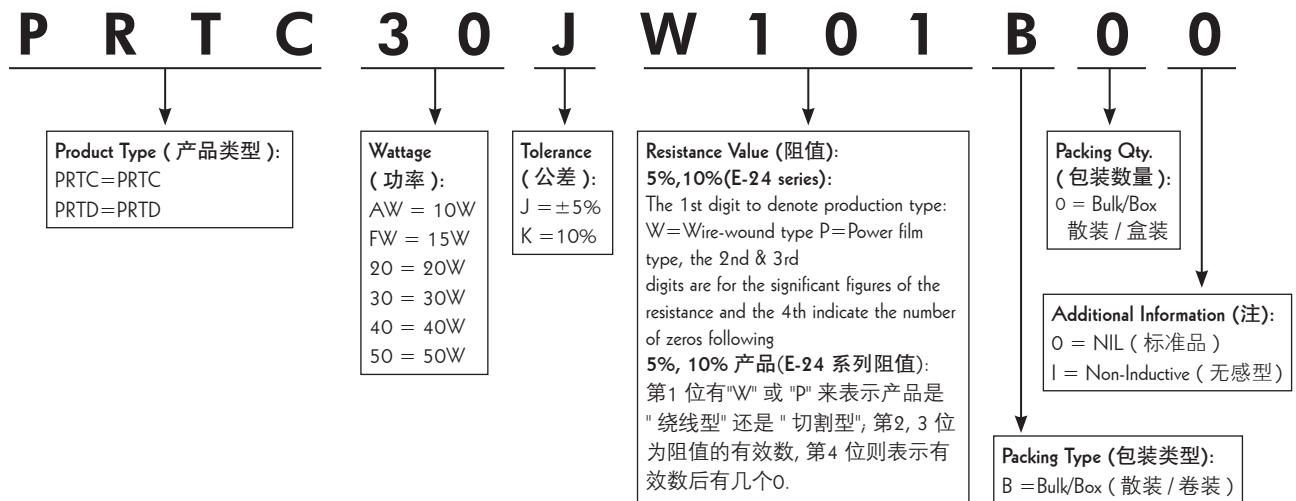 P R T C 3 0 J W 1 0 1 B 0 0
Product Type ( 产品类型 ):
PRTC=PRTC
PRTD=PRTD
Wattage
( 功率 ):
AW = 10W
FW = 15W
20 = 20W
30 = 30W
40 = 40W
50 = 50W
Tolerance
( 公差 ):
J =±5%
K =10%
Resistance Value (阻值):
5%,10%(E-24 series):
The 1st digit to denote production type:
W=Wire-wound type P=Power film
type, the 2nd & 3rd
digits are for the significant figures of the
resistance and the 4th indicate the number
of zeros following
5%, 10% 产品(E-24 系列阻值):
第1 位有"W" 或 "P" 来表示产品是
" 绕线型" 还是 " 切割型"; 第2, 3 位
为阻值的有效数, 第4 位则表示有
效数后有几个0.
Packing Qty.
( 包装数量 ):
0 = Bulk/Box
散装 / 盒装
Additional Information (注):
0 = NIL ( 标准品 )
I = Non-Inductive ( 无感型 )
Packing Type (包装类型):
B =Bulk/Box ( 散装 / 卷装 )